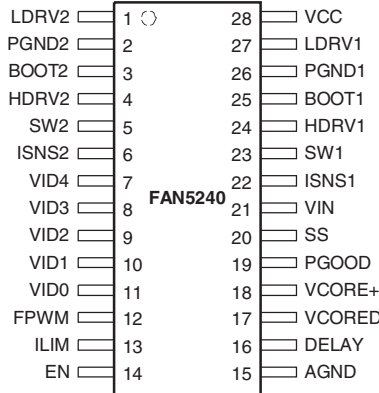 LDRV2 1 28 VCC
PGND2 2 27 LDRV1
BOOT2 3 26 PGND1
HDRV2 4 25 BOOT1
SW2 5 24 HDRV1
ISNS2 6 23 SW1
VID4 7 22 ISNS1
FAN5240
VID3 8 21 VIN
VID2 9 20 SS
VID1 10 19 PGOOD
VID0 11 18 VCORE+
FPWM 12 17 VCORED
ILIM 13 16 DELAY
EN 14 15 AGND